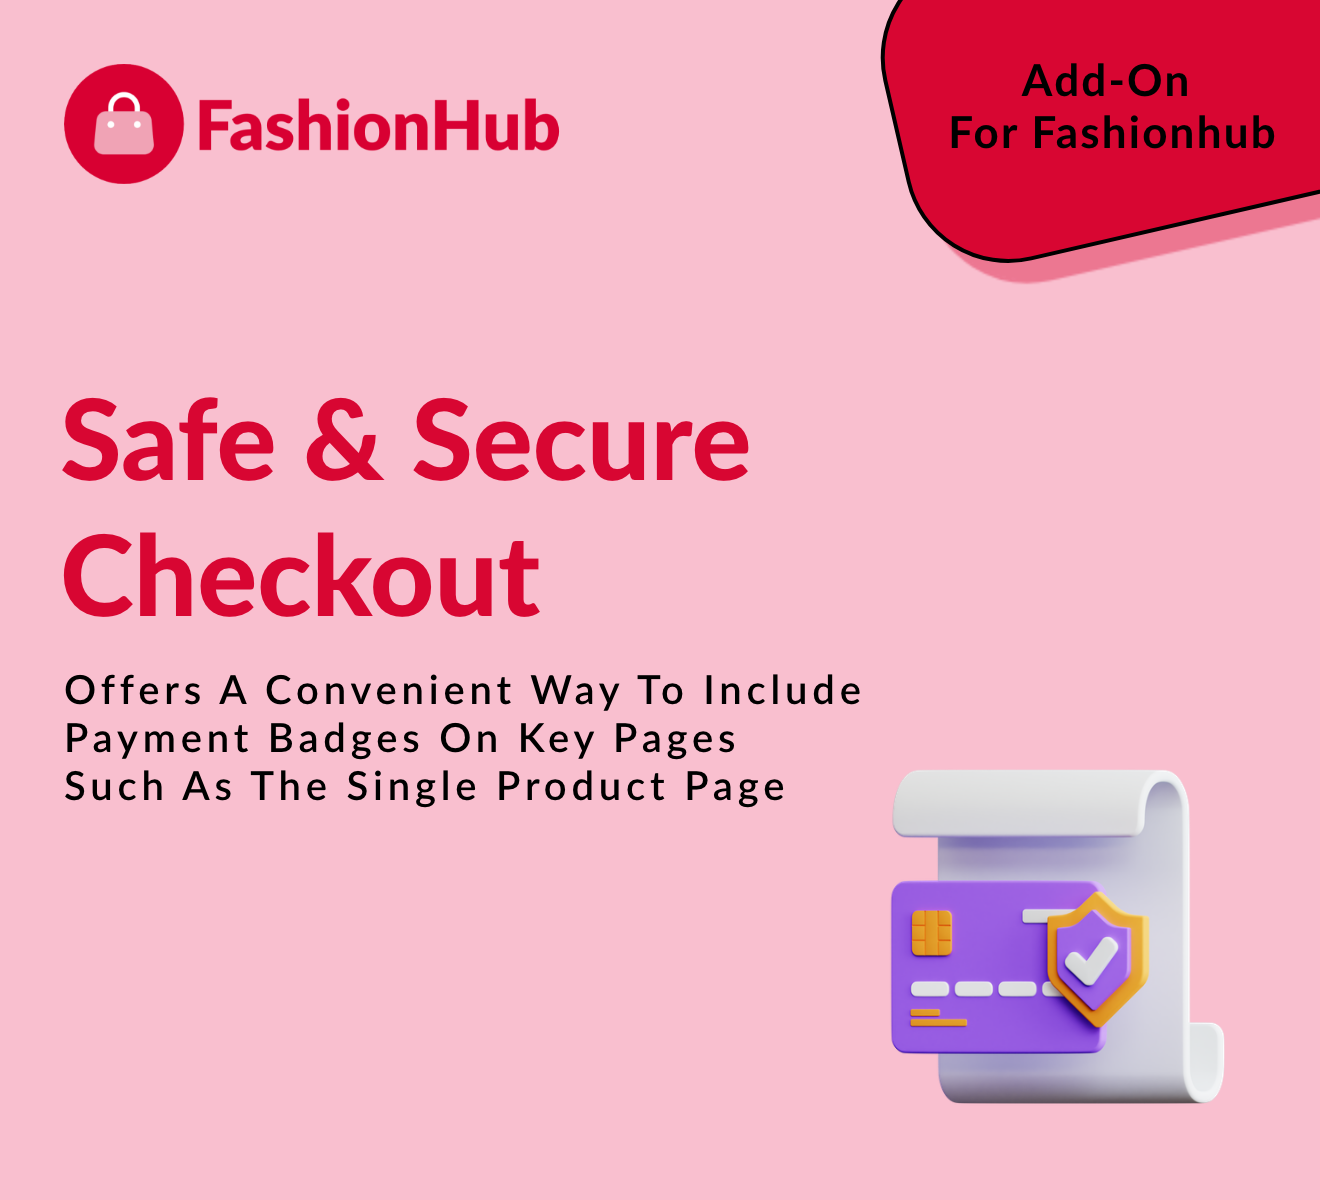 FashionHub
Add-On
For Fashionhub
Safe & Secure
Checkout
Offers A Convenient Way To Include
Payment Badges On Key Pages
Such As The Single Product Page